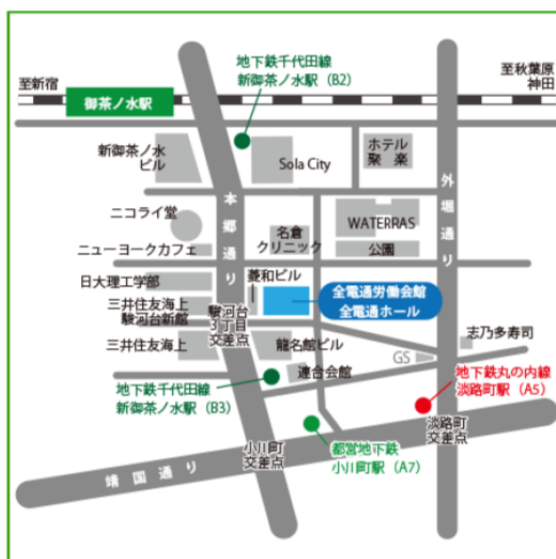 地下鉄千代田線
新御茶ノ水駅（B2）
至新宿
至秋葉原
神田
御茶ノ水駅
新御茶ノ水
ビル
Sola City
ホテル
聚楽
本郷通り
外堀通り
ニコライ堂
名倉
クリニック
WATERRAS
ニューヨークカフェ
公園
日大理工学部
菱和ビル
全電通労働会館
全電通ホール
三井住友海上
駿河台新館
駿河台
3丁目
交差点
三井住友海上
龍名館ビル
志乃多寿司
GS
連合会館
地下鉄千代田線
新御茶ノ水駅（B3）
地下鉄丸の内線
淡路町駅（A5）
淡路町
交差点
小川町
交差点
都営地下鉄
小川町駅（A7）
靖国通り